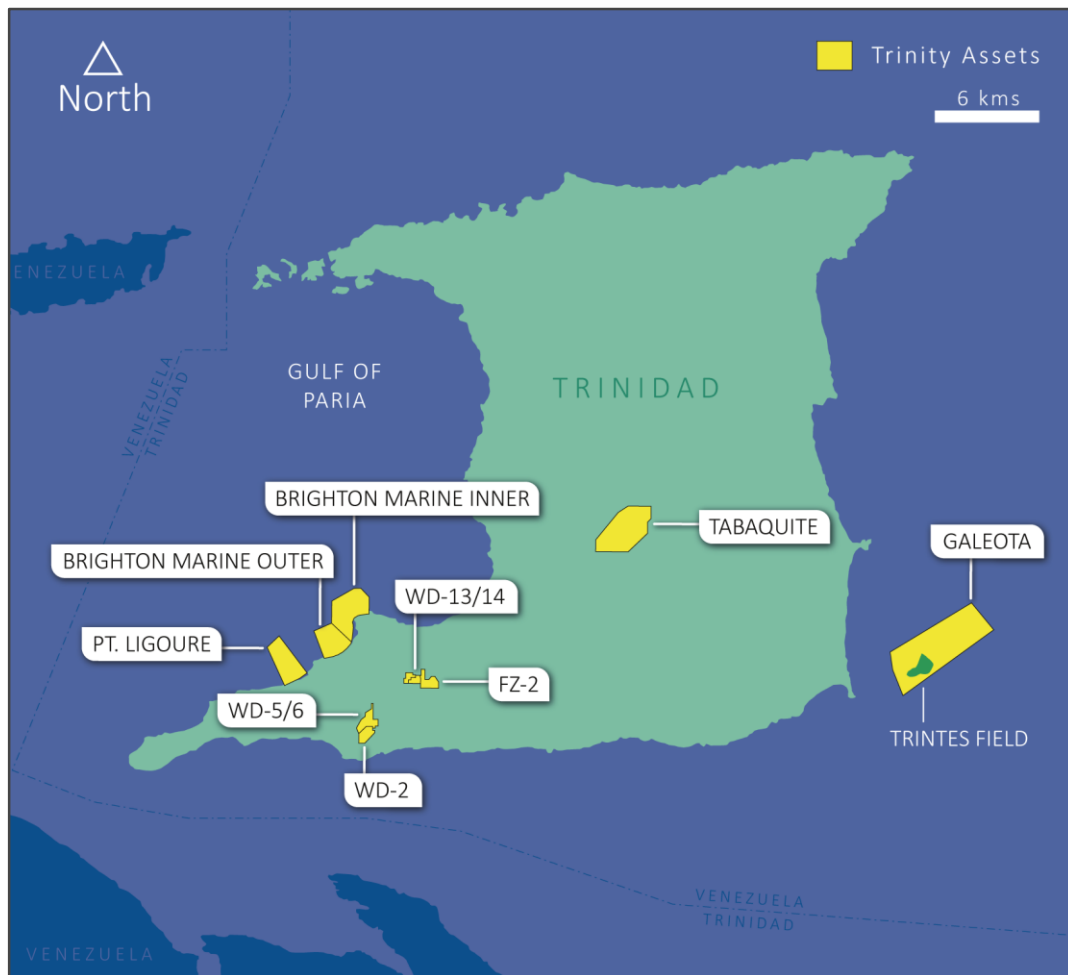 North
Trinity Assets
6 kms
ENEZUELA
VENEZUELA
TRINIDAD
GULF OF
PARIA
TRINIDAD
BRIGHTON MARINE INNER
TABAQUITE
GALEOTA
BRIGHTON MARINE OUTER
WD-13/14
PT. LIGOURE
FZ-2
WD-5/6
TRINTES FIELD
WD-2
VENEZUELA
TRINIDAD
VENEZUELA